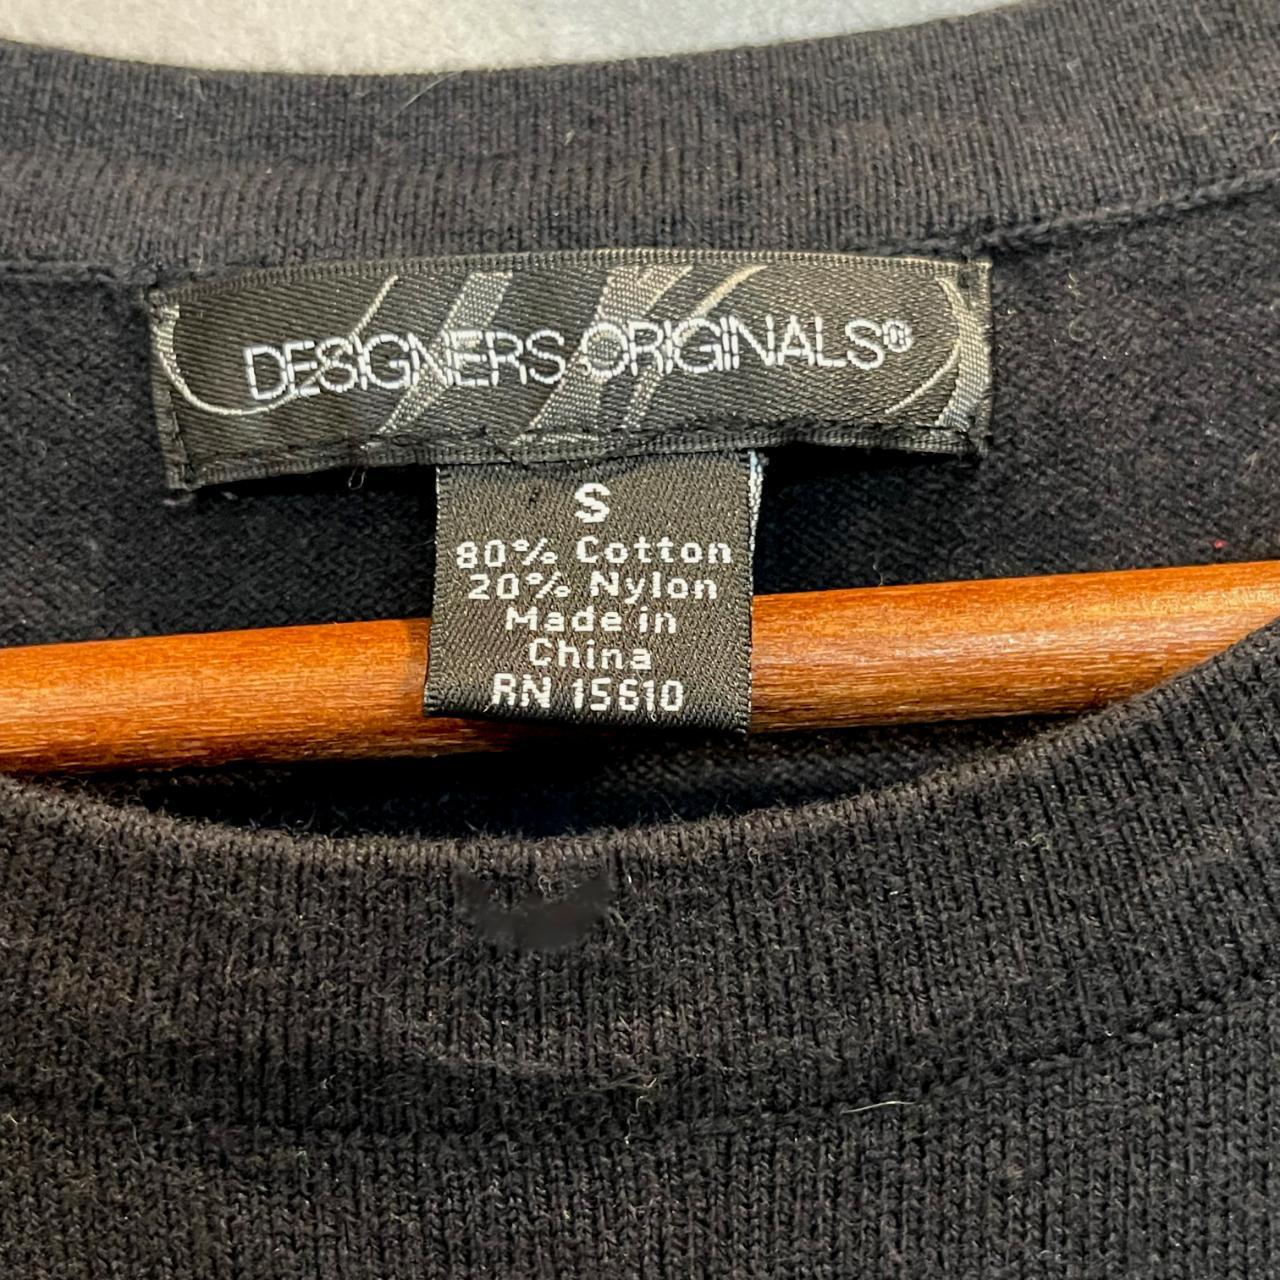 DESIGNERS ORIGINALS®
S
80% Cotton
20% Nylon
Made in
China
RN 15610